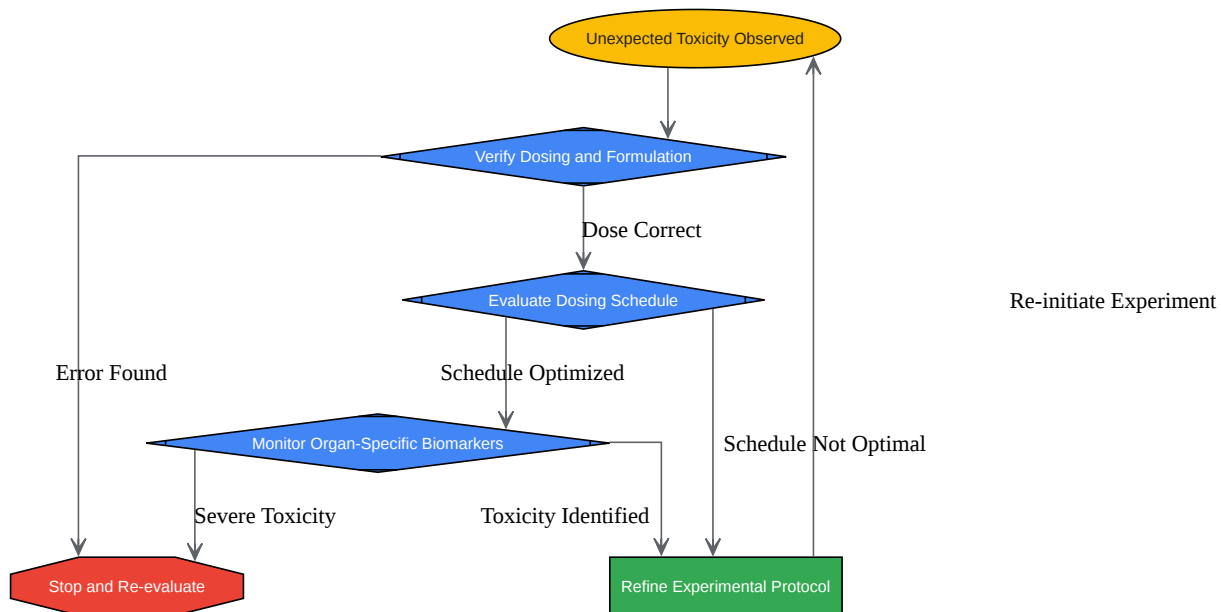 Unexpected Toxicity Observed
Verify Dosing and Formulation
Dose Correct
Evaluate Dosing Schedule
Re-initiate Experiment
Error Found
Schedule Optimized
Monitor Organ-Specific Biomarkers
Schedule Not Optimal
Severe Toxicity
Toxicity Identified
Stop and Re-evaluate
Refine Experimental Protocol